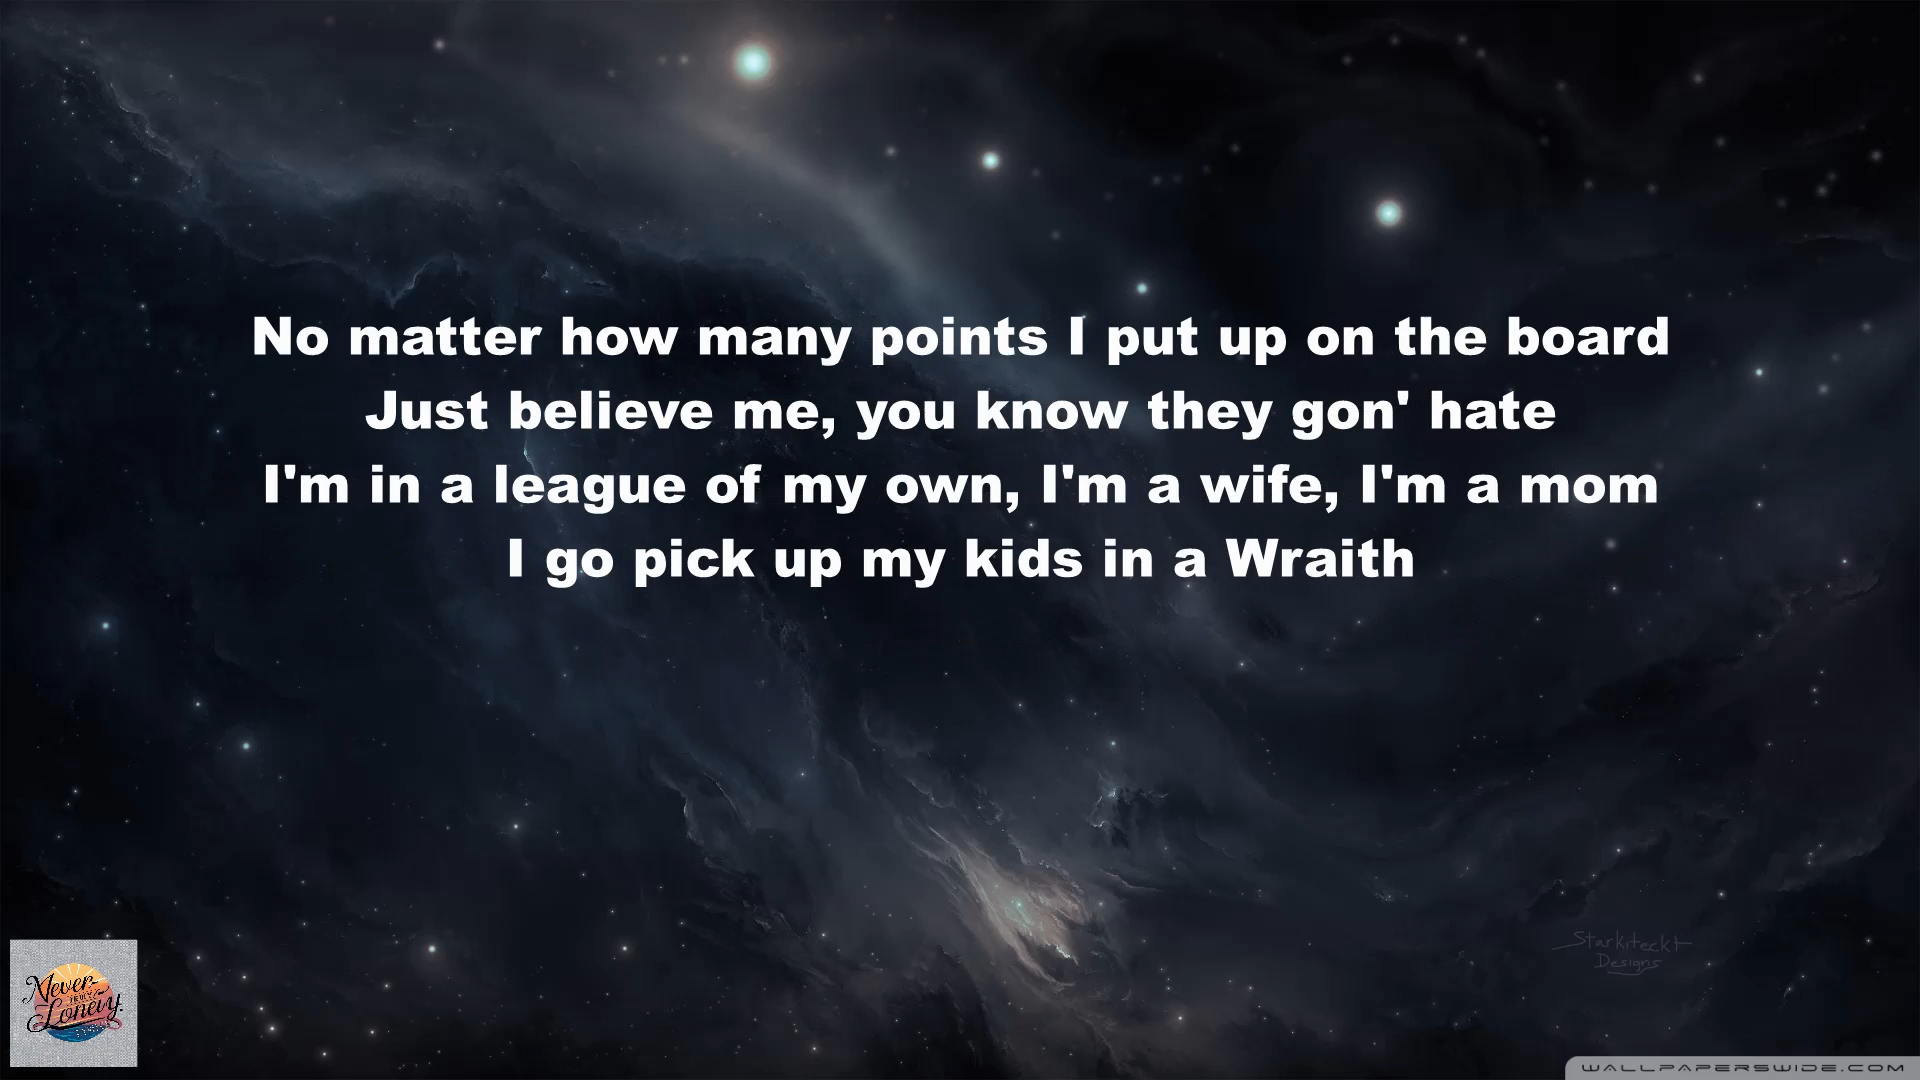 No matter how many points I put up on the board
Just believe me, you know they gon' hate
I'm in a league of my own, I'm a wife, I'm a mom
I go pick up my kids in a Wraith
Starkiteckt
Designs
Never
Lonely.
WALLPAPERSWIDE.COM